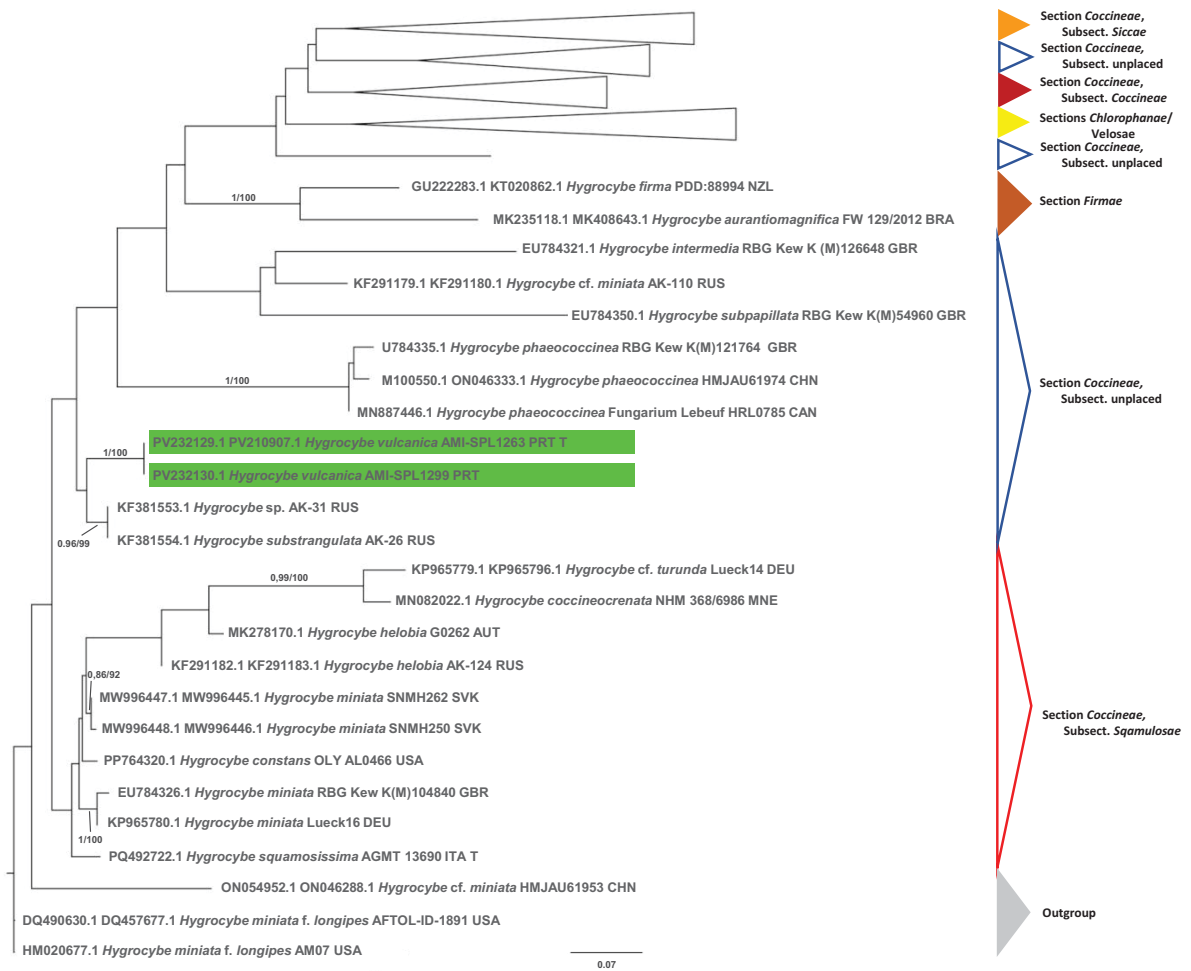 Section Coccineae,
Subsect. Siccae
Section Coccineae,
Subsect. unplaced
Section Coccineae,
Subsect. Coccineae
Sections Chlorophanae/
Velosae
Section Coccineae,
Subsect. unplaced
GU222283.1 KT020862.1 Hygrocybe firma PDD:88994 NZL
1/100
Section Firmae
MK235118.1 MK408643.1 Hygrocybe aurantiomagnifica FW 129/2012 BRA
EU784321.1 Hygrocybe intermedia RBG Kew K (M)126648 GBR
KF291179.1 KF291180.1 Hygrocybe cf. miniata AK-110 RUS
EU784350.1 Hygrocybe subpapillata RBG Kew K(M)54960 GBR
U784335.1 Hygrocybe phaeococcinea RBG Kew K(M)121764 GBR
1/100
M100550.1 ON046333.1 Hygrocybe phaeococcinea HMJAU61974 CHN
Section Coccineae,
Subsect. unplaced
MN887446.1 Hygrocybe phaeococcinea Fungarium Lebeuf HRL0785 CAN
PV232129.1 PV210907.1 Hygrocybe vulcanica AMI-SPL1263 PRT T
1/100
PV232130.1 Hygrocybe vulcanica AMI-SPL1299 PRT
KF381553.1 Hygrocybe sp. AK-31 RUS
0.96/99
KF381554.1 Hygrocybe substrangulata AK-26 RUS
KP965779.1 KP965796.1 Hygrocybe cf. turunda Lueck14 DEU
0,99/100
MN082022.1 Hygrocybe coccineocrenata NHM 368/6986 MNE
MK278170.1 Hygrocybe helobia G0262 AUT
KF291182.1 KF291183.1 Hygrocybe helobia AK-124 RUS
0,86/92
MW996447.1 MW996445.1 Hygrocybe miniata SNMH262 SVK
Section Coccineae,
Subsect. Sqamulosae
MW996448.1 MW996446.1 Hygrocybe miniata SNMH250 SVK
PP764320.1 Hygrocybe constans OLY AL0466 USA
EU784326.1 Hygrocybe miniata RBG Kew K(M)104840 GBR
KP965780.1 Hygrocybe miniata Lueck16 DEU
1/100
PQ492722.1 Hygrocybe squamosissima AGMT 13690 ITA T
ON054952.1 ON046288.1 Hygrocybe cf. miniata HMJAU61953 CHN
DQ490630.1 DQ457677.1 Hygrocybe miniata f. longipes AFTOL-ID-1891 USA
Outgroup
HM020677.1 Hygrocybe miniata f. longipes AM07 USA
0.07